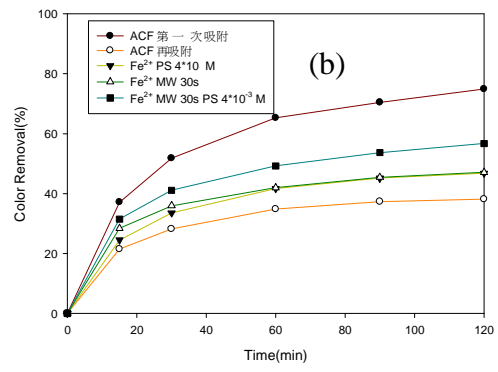 100
80
60
40
20
0
Color Removal(%)
ACF 第一次吸附
ACF 再吸附
Fe²⁺ PS 4*10 M
Fe²⁺ MW 30s
Fe²⁺ MW 30s PS 4*10⁻³ M
(b)
0 20 40 60 80 100 120
Time(min)